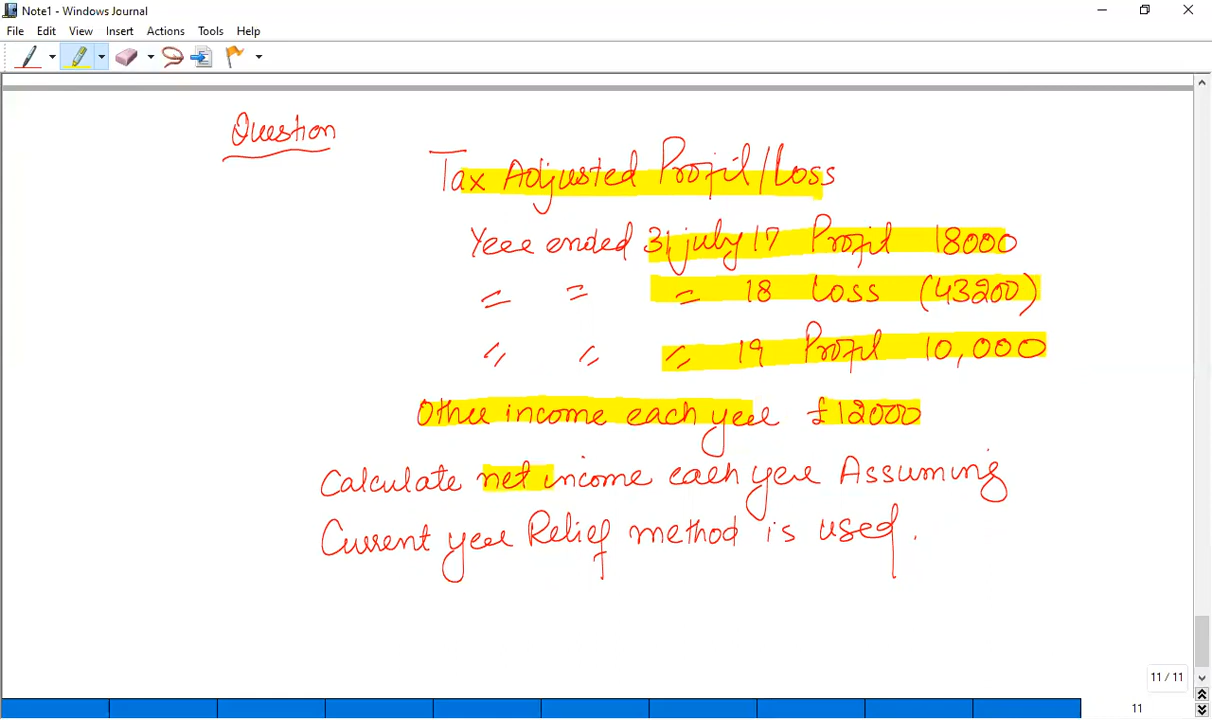 Note1 - Windows Journal
File Edit View Insert Actions Tools Help
Question
Tax Adjusted Profit/Loss
Year ended 31 july 17 Profit 18000
" " " 18 Loss (43200)
" " " 19 Profit 10,000
Other income each year £12000
Calculate net income each year Assuming
Current year Relief method is used.
11 / 11
11